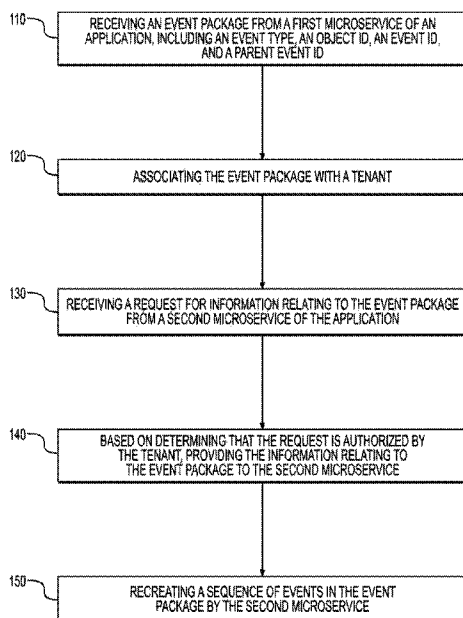 110
RECEIVING AN EVENT PACKAGE FROM A FIRST MICROSERVICE OF AN
APPLICATION, INCLUDING AN EVENT TYPE, AN OBJECT ID, AN EVENT ID,
AND A PARENT EVENT ID
120
ASSOCIATING THE EVENT PACKAGE WITH A TENANT
130
RECEIVING A REQUEST FOR INFORMATION RELATING TO THE EVENT PACKAGE
FROM A SECOND MICROSERVICE OF THE APPLICATION
140
BASED ON DETERMINING THAT THE REQUEST IS AUTHORIZED BY
THE TENANT, PROVIDING THE INFORMATION RELATING TO
THE EVENT PACKAGE TO THE SECOND MICROSERVICE
150
RECREATING A SEQUENCE OF EVENTS IN THE EVENT
PACKAGE BY THE SECOND MICROSERVICE